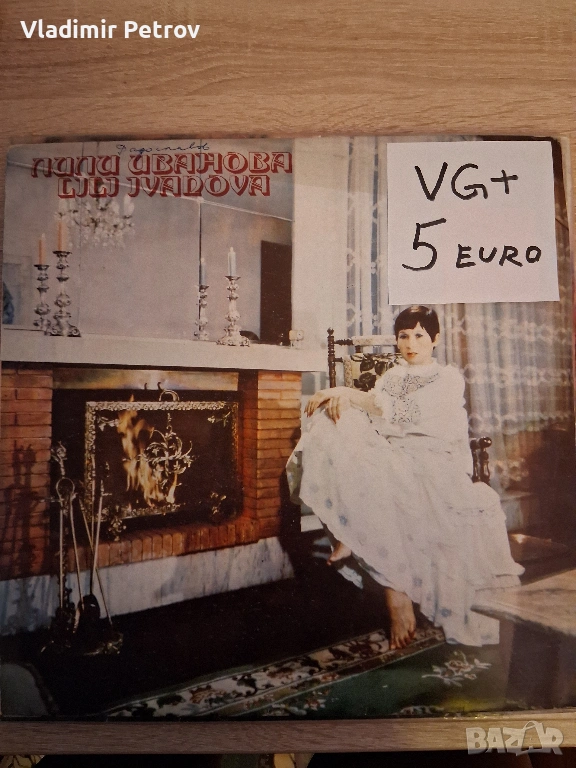 Vladimir Petrov
ЛИЛИ ИВАНОВА
LILI IVANOVA
VG+
5 EURO
BAZAR